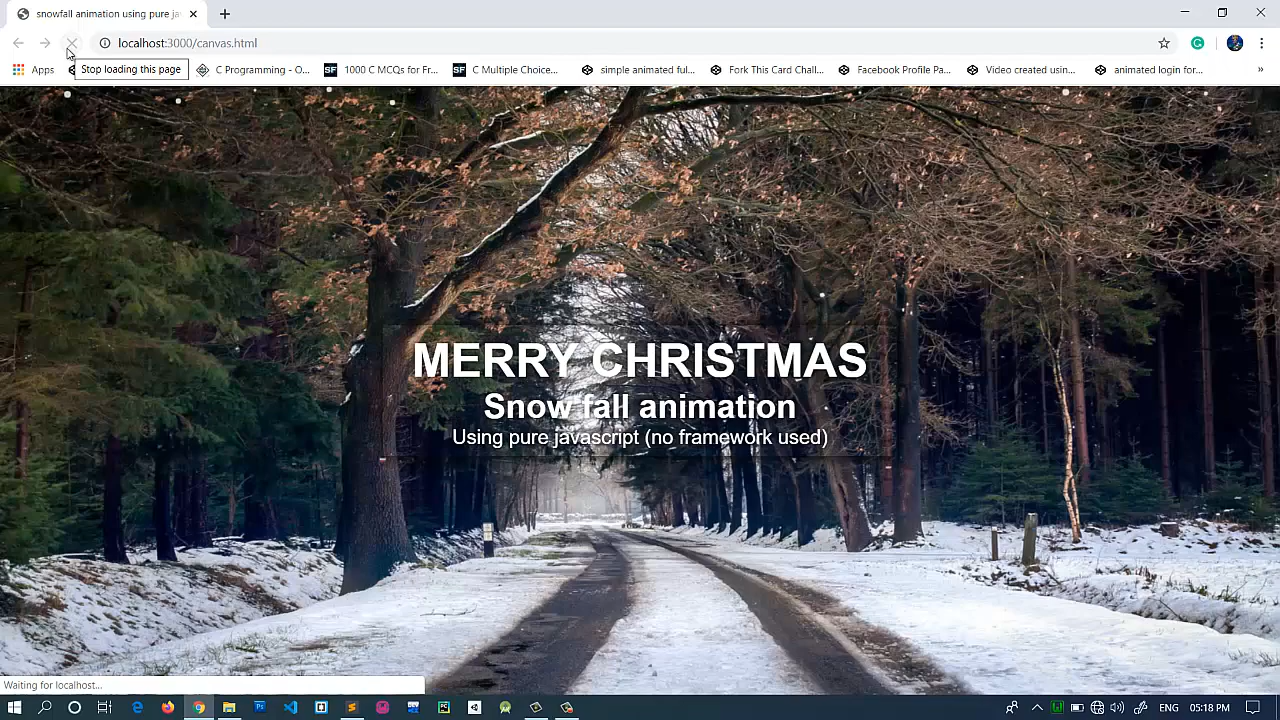 snowfall animation using pure ja
localhost:3000/canvas.html
Apps
Stop loading this page
C Programming - O...
1000 C MCQs for Fr...
C Multiple Choice...
simple animated ful...
Fork This Card Chall...
Facebook Profile Pa...
Video created usin...
animated login for...
»
MERRY CHRISTMAS
Snow fall animation
Using pure javascript (no framework used)
Waiting for localhost...
ENG
05:18 PM